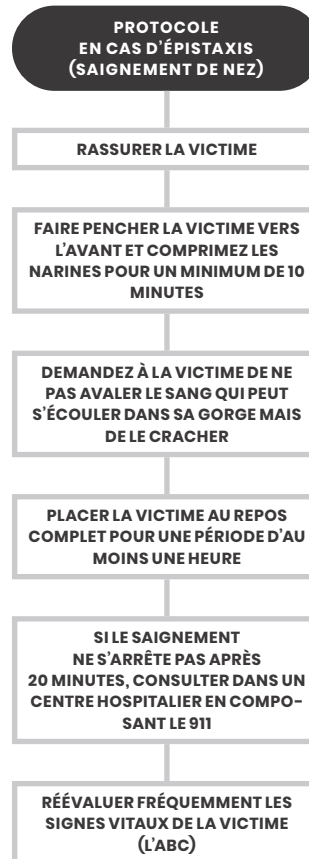 PROTOCOLE
EN CAS D'ÉPISTAXIS
(SAIGNEMENT DE NEZ)
RASSURER LA VICTIME
FAIRE PENCHER LA VICTIME VERS
L'AVANT ET COMPRIMEZ LES
NARINES POUR UN MINIMUM DE 10
MINUTES
DEMANDEZ À LA VICTIME DE NE
PAS AVALER LE SANG QUI PEUT
S'ÉCOULER DANS SA GORGE MAIS
DE LE CRACHER
PLACER LA VICTIME AU REPOS
COMPLET POUR UNE PÉRIODE D'AU
MOINS UNE HEURE
SI LE SAIGNEMENT
NE S'ARRÊTE PAS APRÈS
20 MINUTES, CONSULTER DANS UN
CENTRE HOSPITALIER EN COMPO-
SANT LE 911
RÉÉVALUER FRÉQUEMMENT LES
SIGNES VITAUX DE LA VICTIME
(L'ABC)